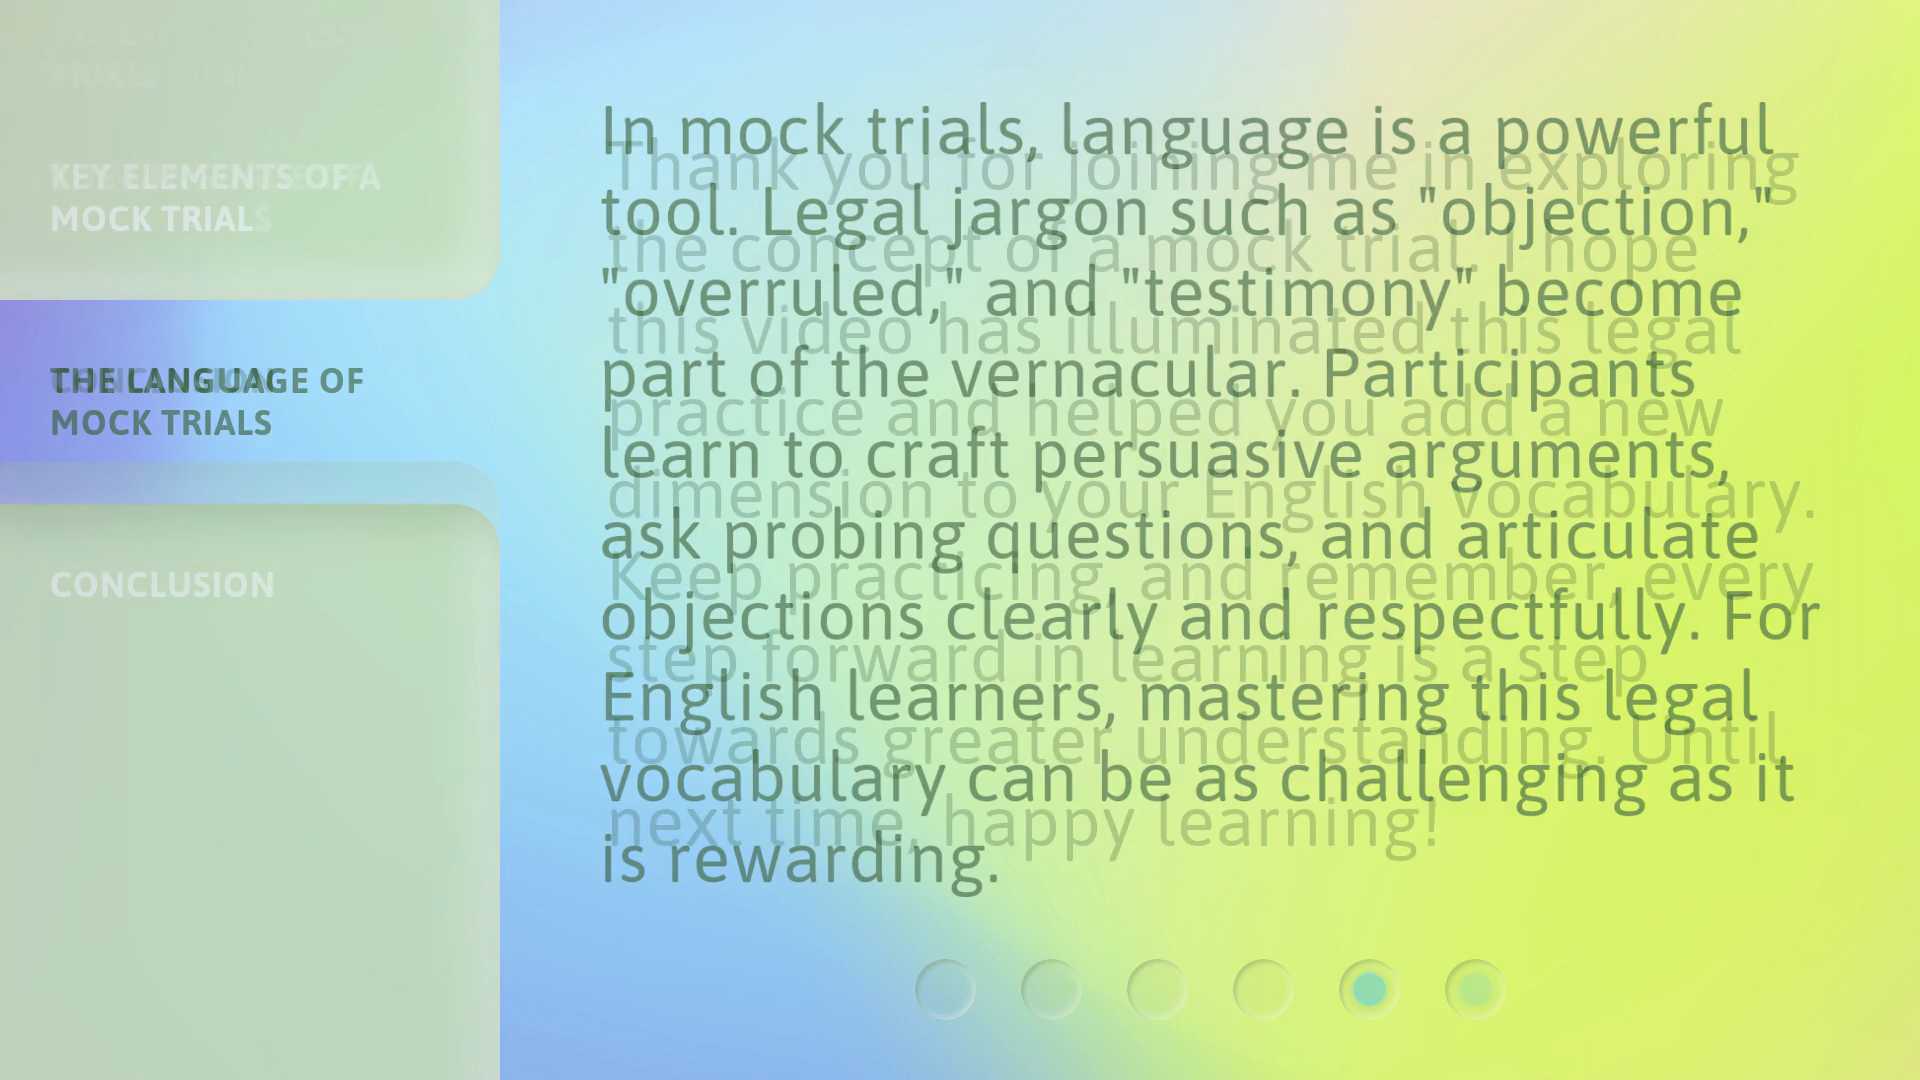 KEY ELEMENTS OF A
MOCK TRIAL
THE LANGUAGE OF
MOCK TRIALS
CONCLUSION
In mock trials, language is a powerful
tool. Legal jargon such as "objection,"
"overruled," and "testimony" become
part of the vernacular. Participants
learn to craft persuasive arguments,
ask probing questions, and articulate
objections clearly and respectfully. For
English learners, mastering this legal
vocabulary can be as challenging as it
is rewarding.
Thank you for joining me in exploring
the concept of a mock trial. I hope
this video has illuminated this legal
practice and helped you add a new
dimension to your English vocabulary.
Keep practicing, and remember, every
step forward in learning is a step
towards greater understanding. Until
next time, happy learning!